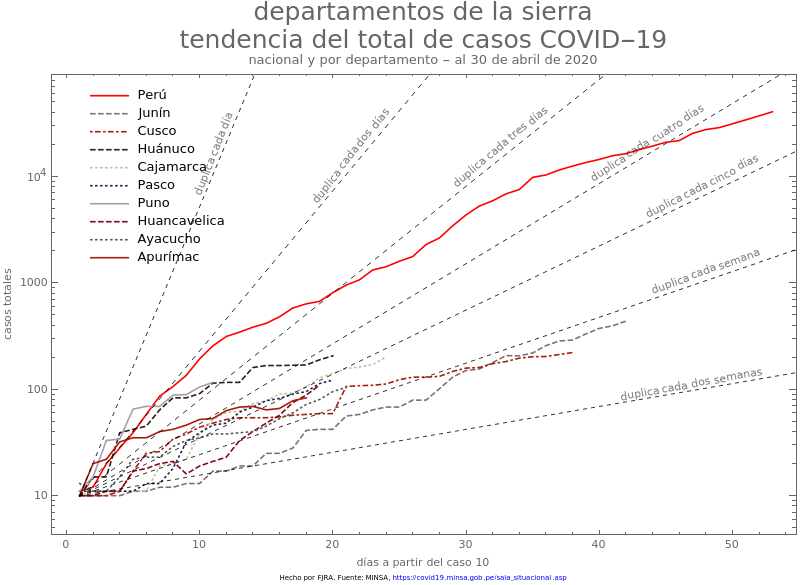 departamentos de la sierra
tendencia del total de casos COVID−19
nacional y por departamento − al 30 de abril de 2020
Perú
Junín
Cusco
Huánuco
Cajamarca
Pasco
Puno
Huancavelica
Ayacucho
Apurímac
duplica cada día
duplica cada dos días
duplica cada tres días
duplica cada cuatro días
duplica cada cinco días
duplica cada semana
duplica cada dos semanas
casos totales
10^4
1000
100
10
0 10 20 30 40 50
días a partir del caso 10
Hecho por FJRA. Fuente: MINSA, https://covid19.minsa.gob.pe/sala_situacional.asp